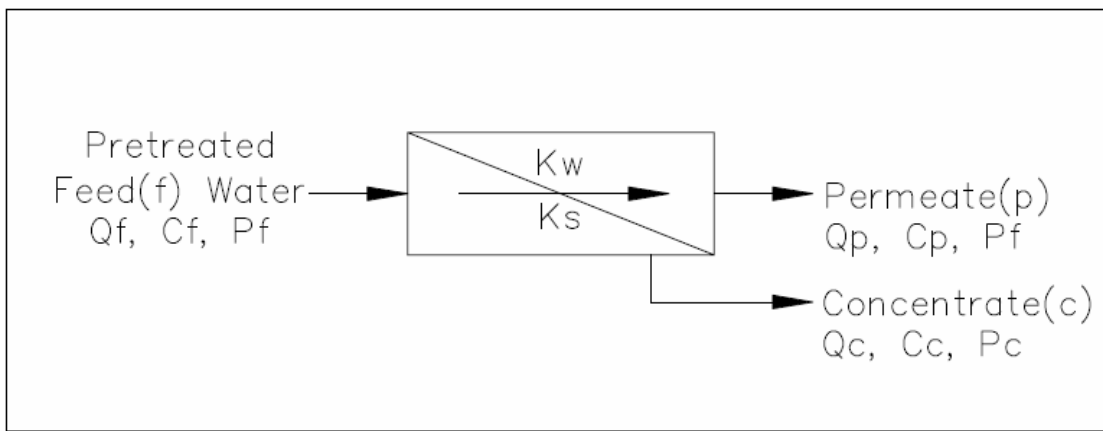 Pretreated
Feed(f) Water
Qf, Cf, Pf
Kw
Ks
Permeate(p)
Qp, Cp, Pf
Concentrate(c)
Qc, Cc, Pc